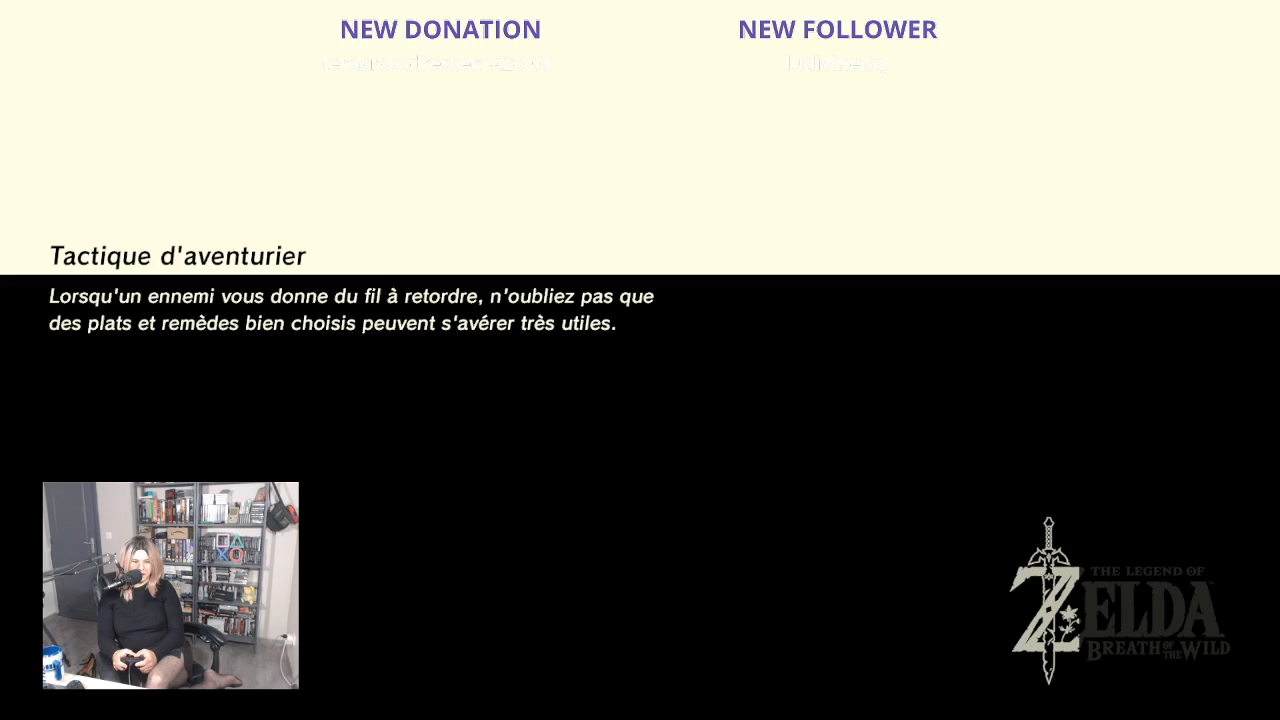 NEW DONATION
NEW FOLLOWER
Tactique d'aventurier
Lorsqu'un ennemi vous donne du fil à retordre, n'oubliez pas que
des plats et remèdes bien choisis peuvent s'avérer très utiles.
THE LEGEND OF
ZELDA
BREATH OF THE WILD